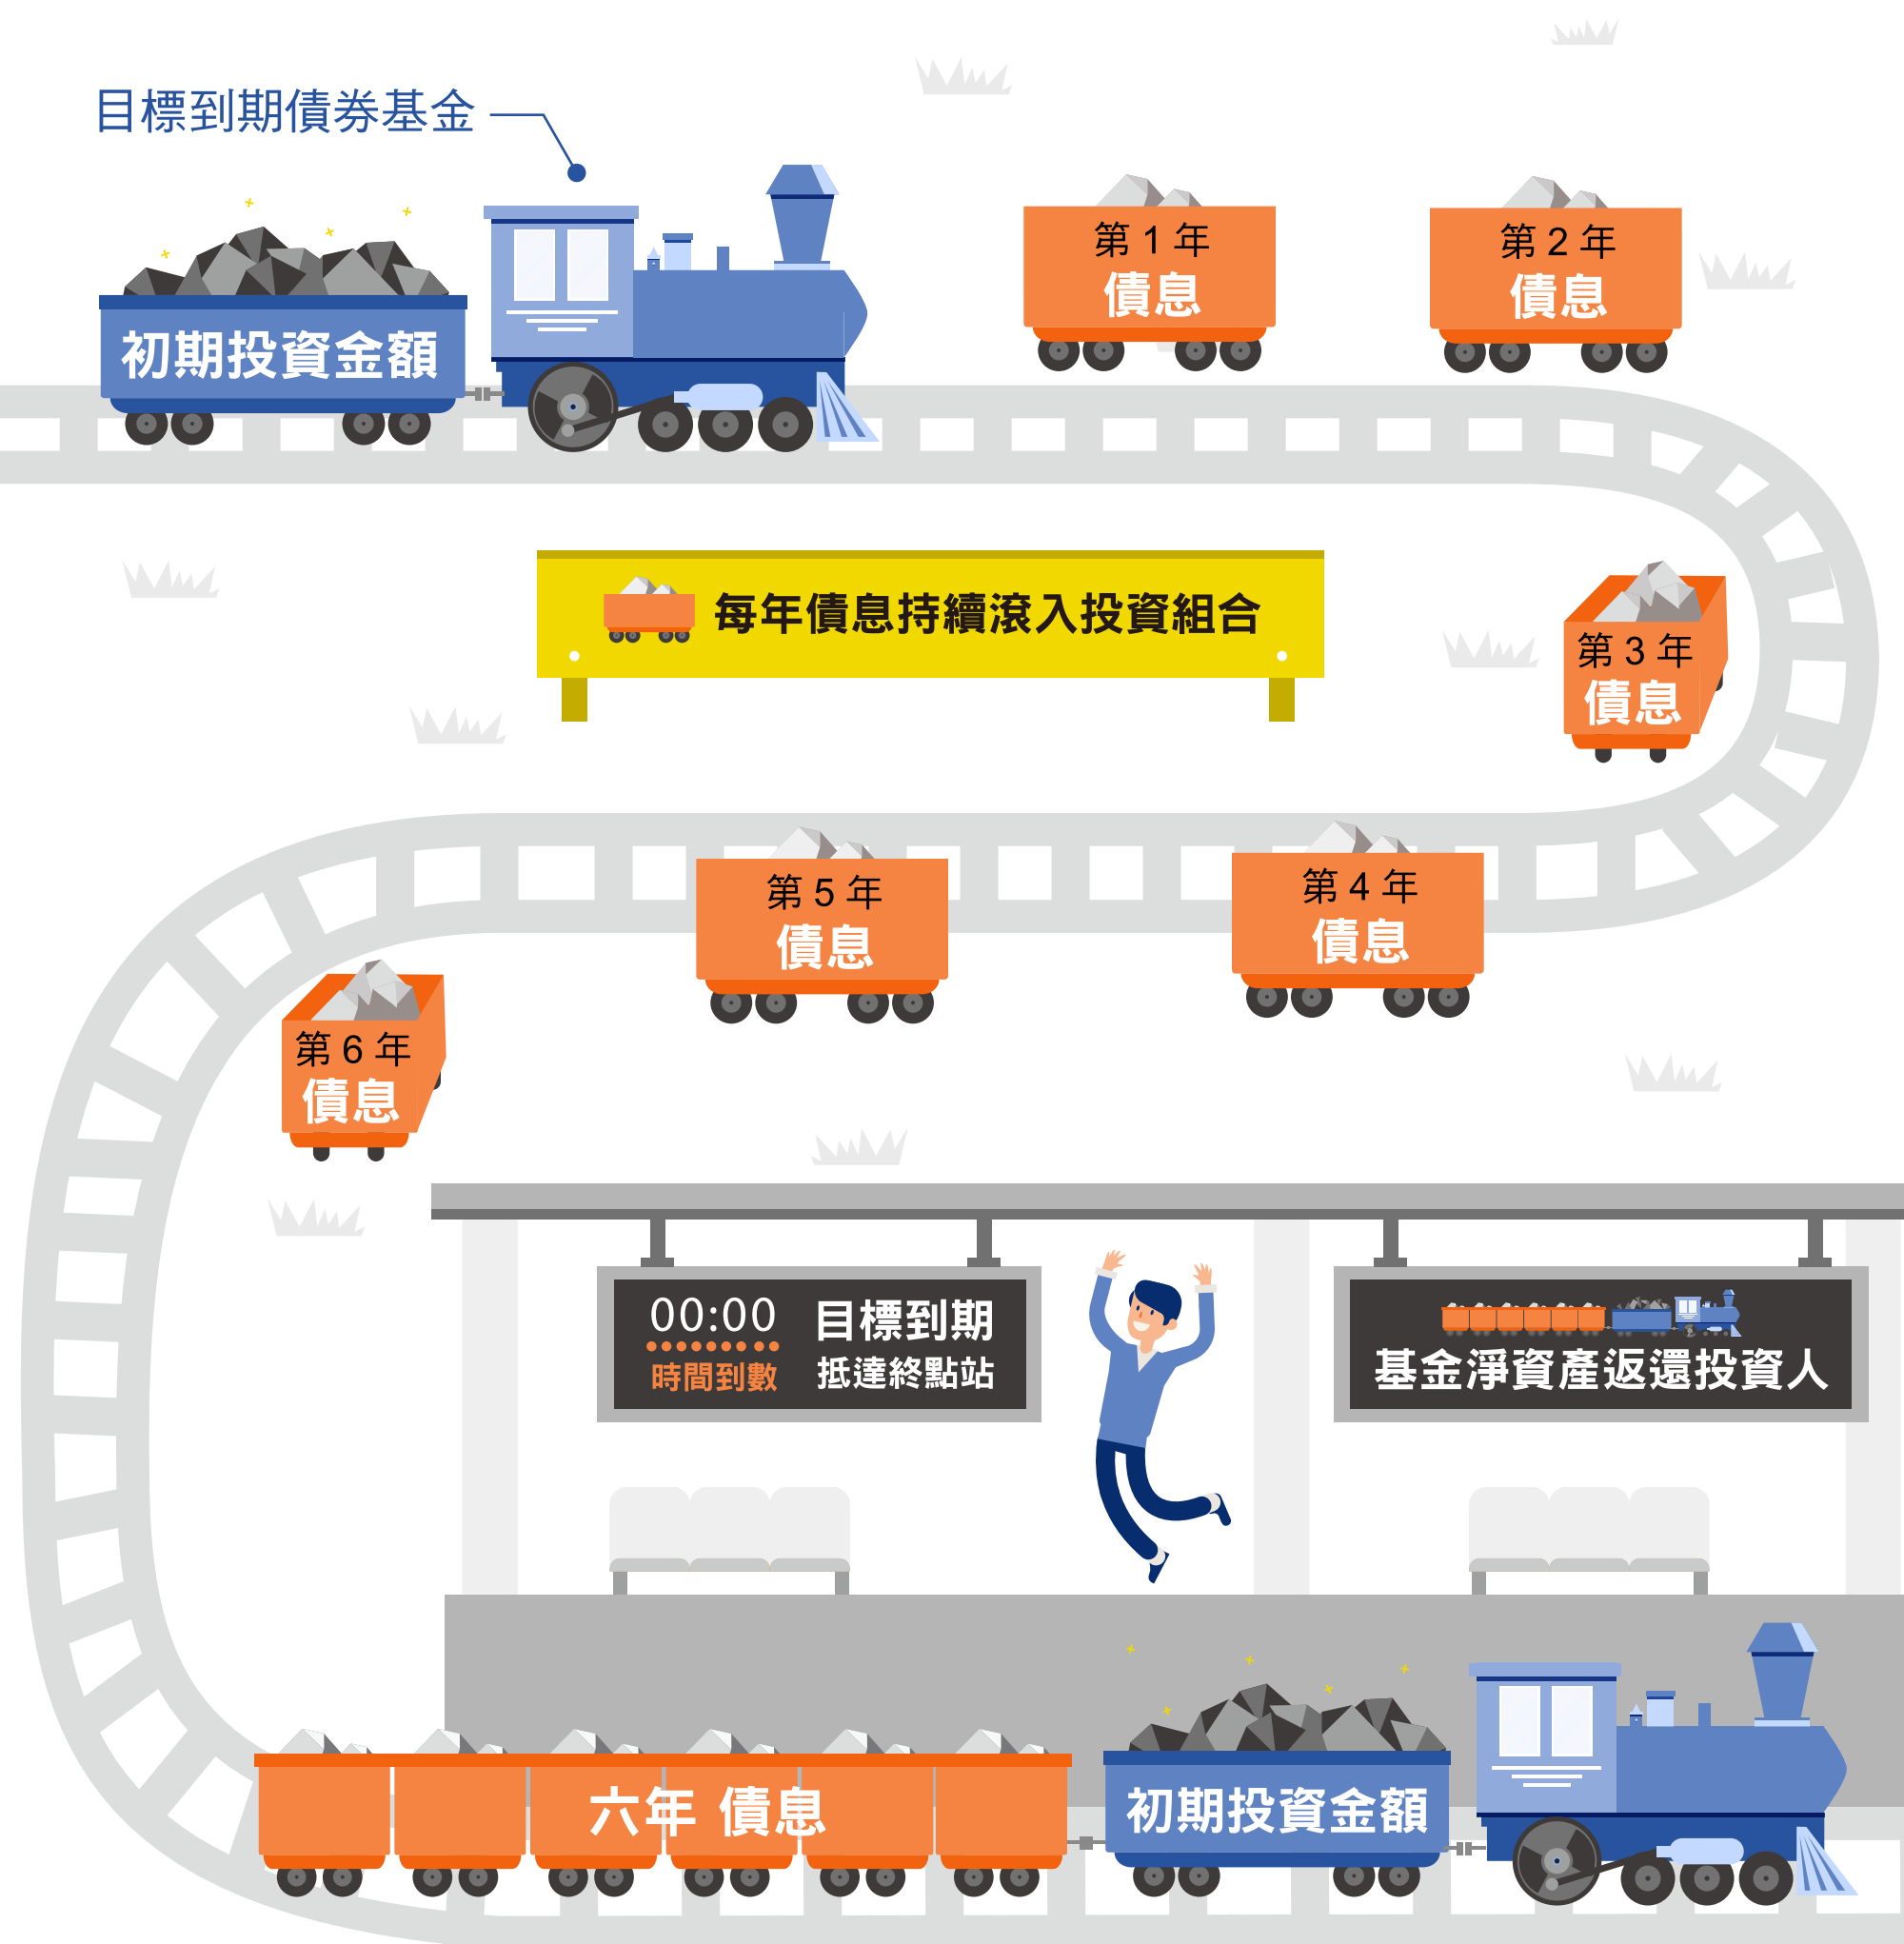 目標到期債券基金
初期投資金額
第 1 年
債息
第 2 年
債息
每年債息持續滾入投資組合
第 3 年
債息
第 4 年
債息
第 5 年
債息
第 6 年
債息
00:00
時間到數
目標到期
抵達終點站
基金淨資產返還投資人
六年 債息
初期投資金額